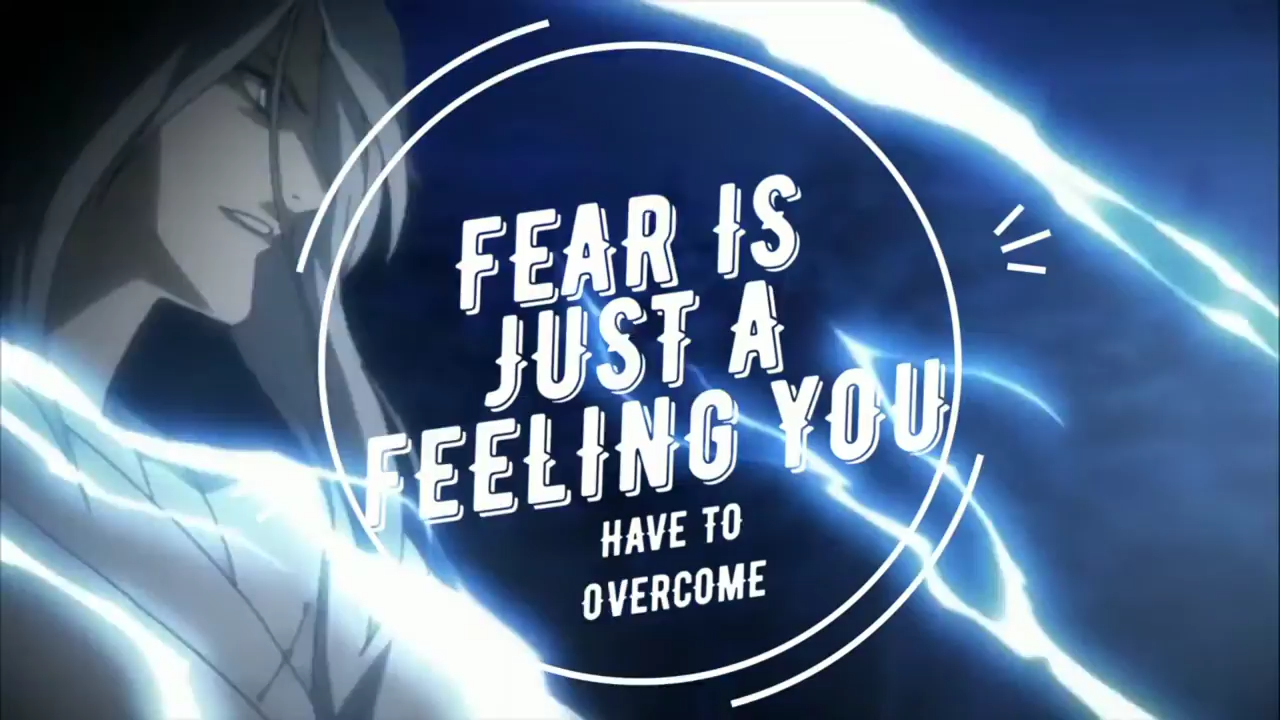 FEAR IS
JUST A
FEELING YOU
HAVE TO
OVERCOME